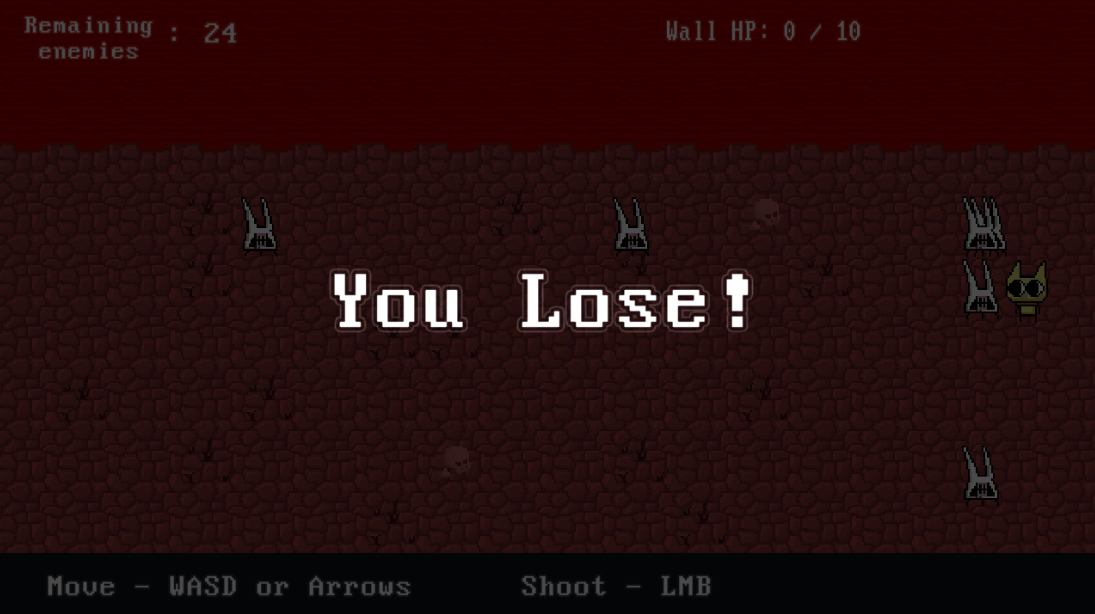 Remaining enemies : 24
Wall HP: 0 / 10
You Lose!
Move - WASD or Arrows
Shoot - LMB